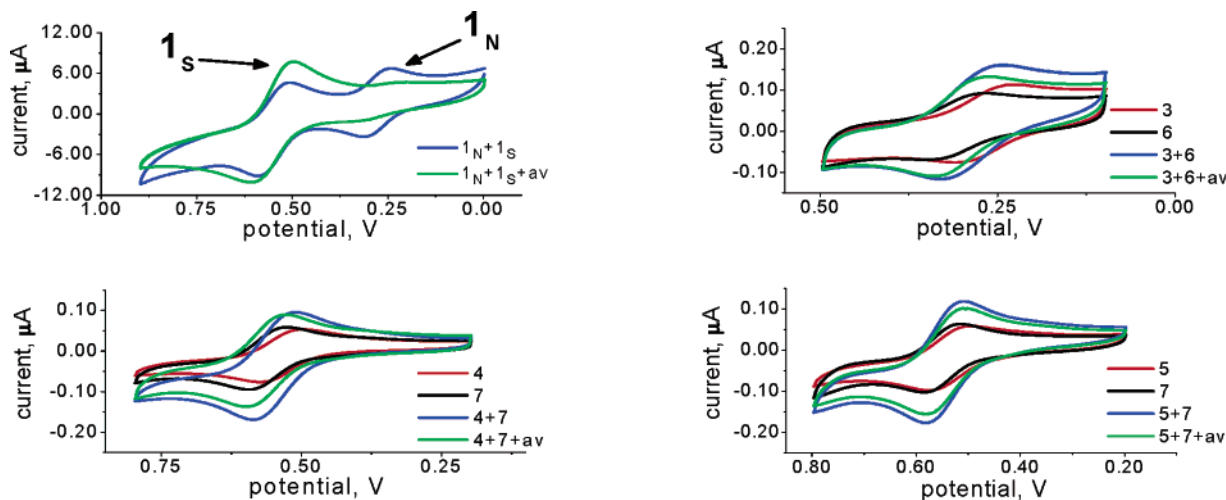 12.00
6.00
0.00
-6.00
-12.00
current, µA
1S
1N
1N+1S
1N+1S+av
1.00 0.75 0.50 0.25 0.00
potential, V
0.20
0.10
0.00
-0.10
current, µA
3
6
3+6
3+6+av
0.50 0.25 0.00
potential, V
0.10
0.00
-0.10
-0.20
current, µA
4
7
4+7
4+7+av
0.75 0.50 0.25
potential, V
0.10
0.00
-0.10
-0.20
current, µA
5
7
5+7
5+7+av
0.80 0.60 0.40 0.20
potential, V